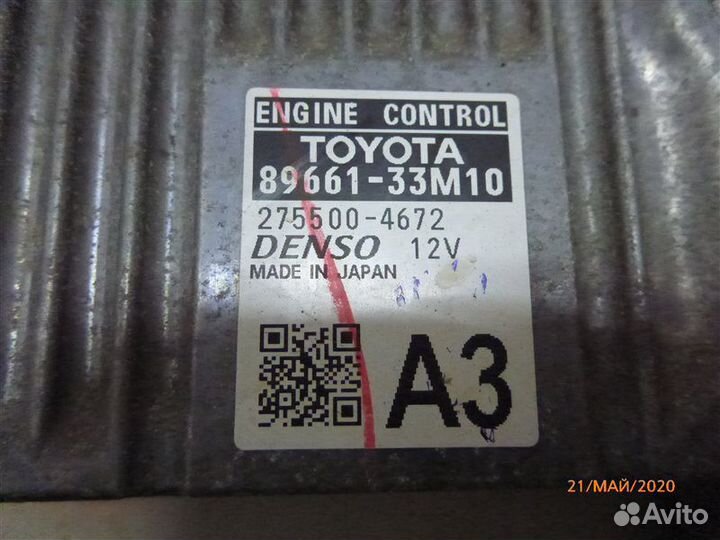 ENGINE CONTROL
TOYOTA
89661-33M10
275500-4672
DENSO 12V
MADE IN JAPAN
A3
21/МАЙ/2020
Avito